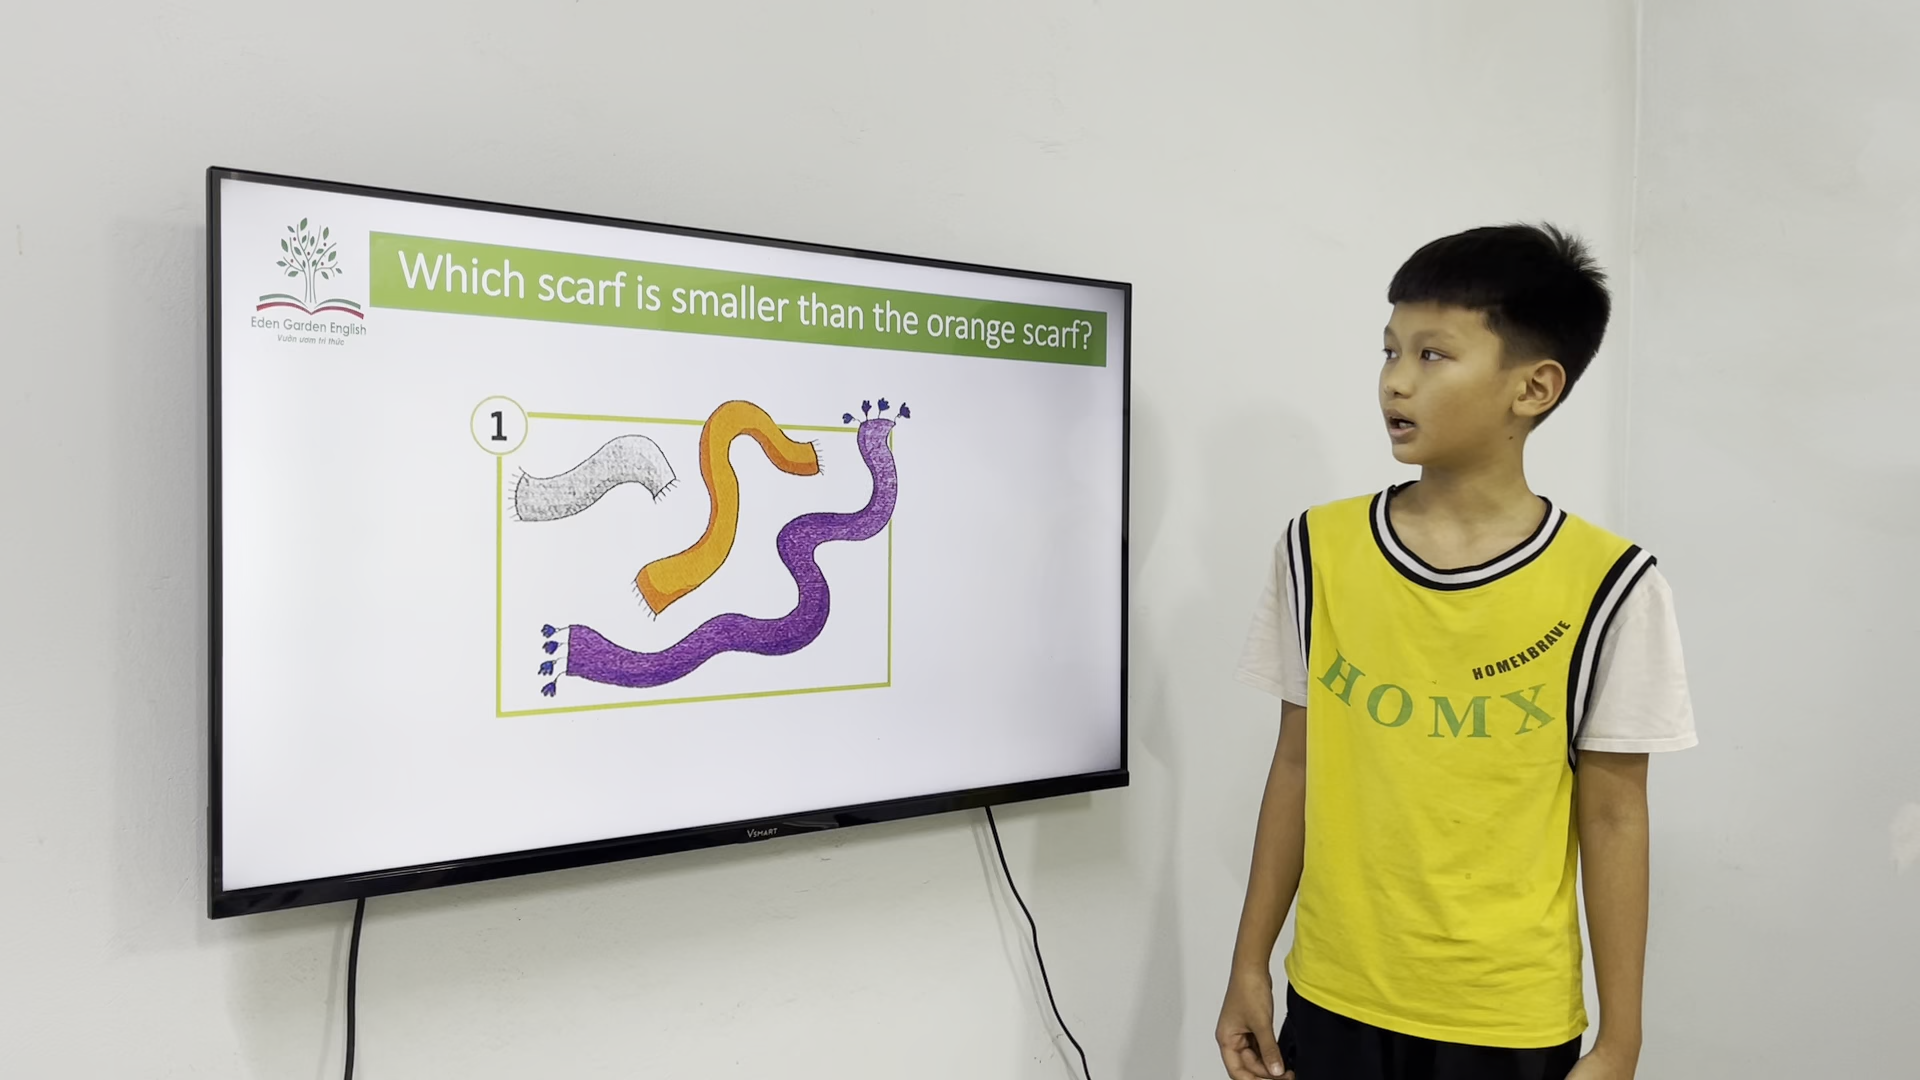 Which scarf is smaller than the orange scarf?
Eden Garden English
Vườn ươm tri thức
1
VSMART
HOMEXBRAVE
HOMX